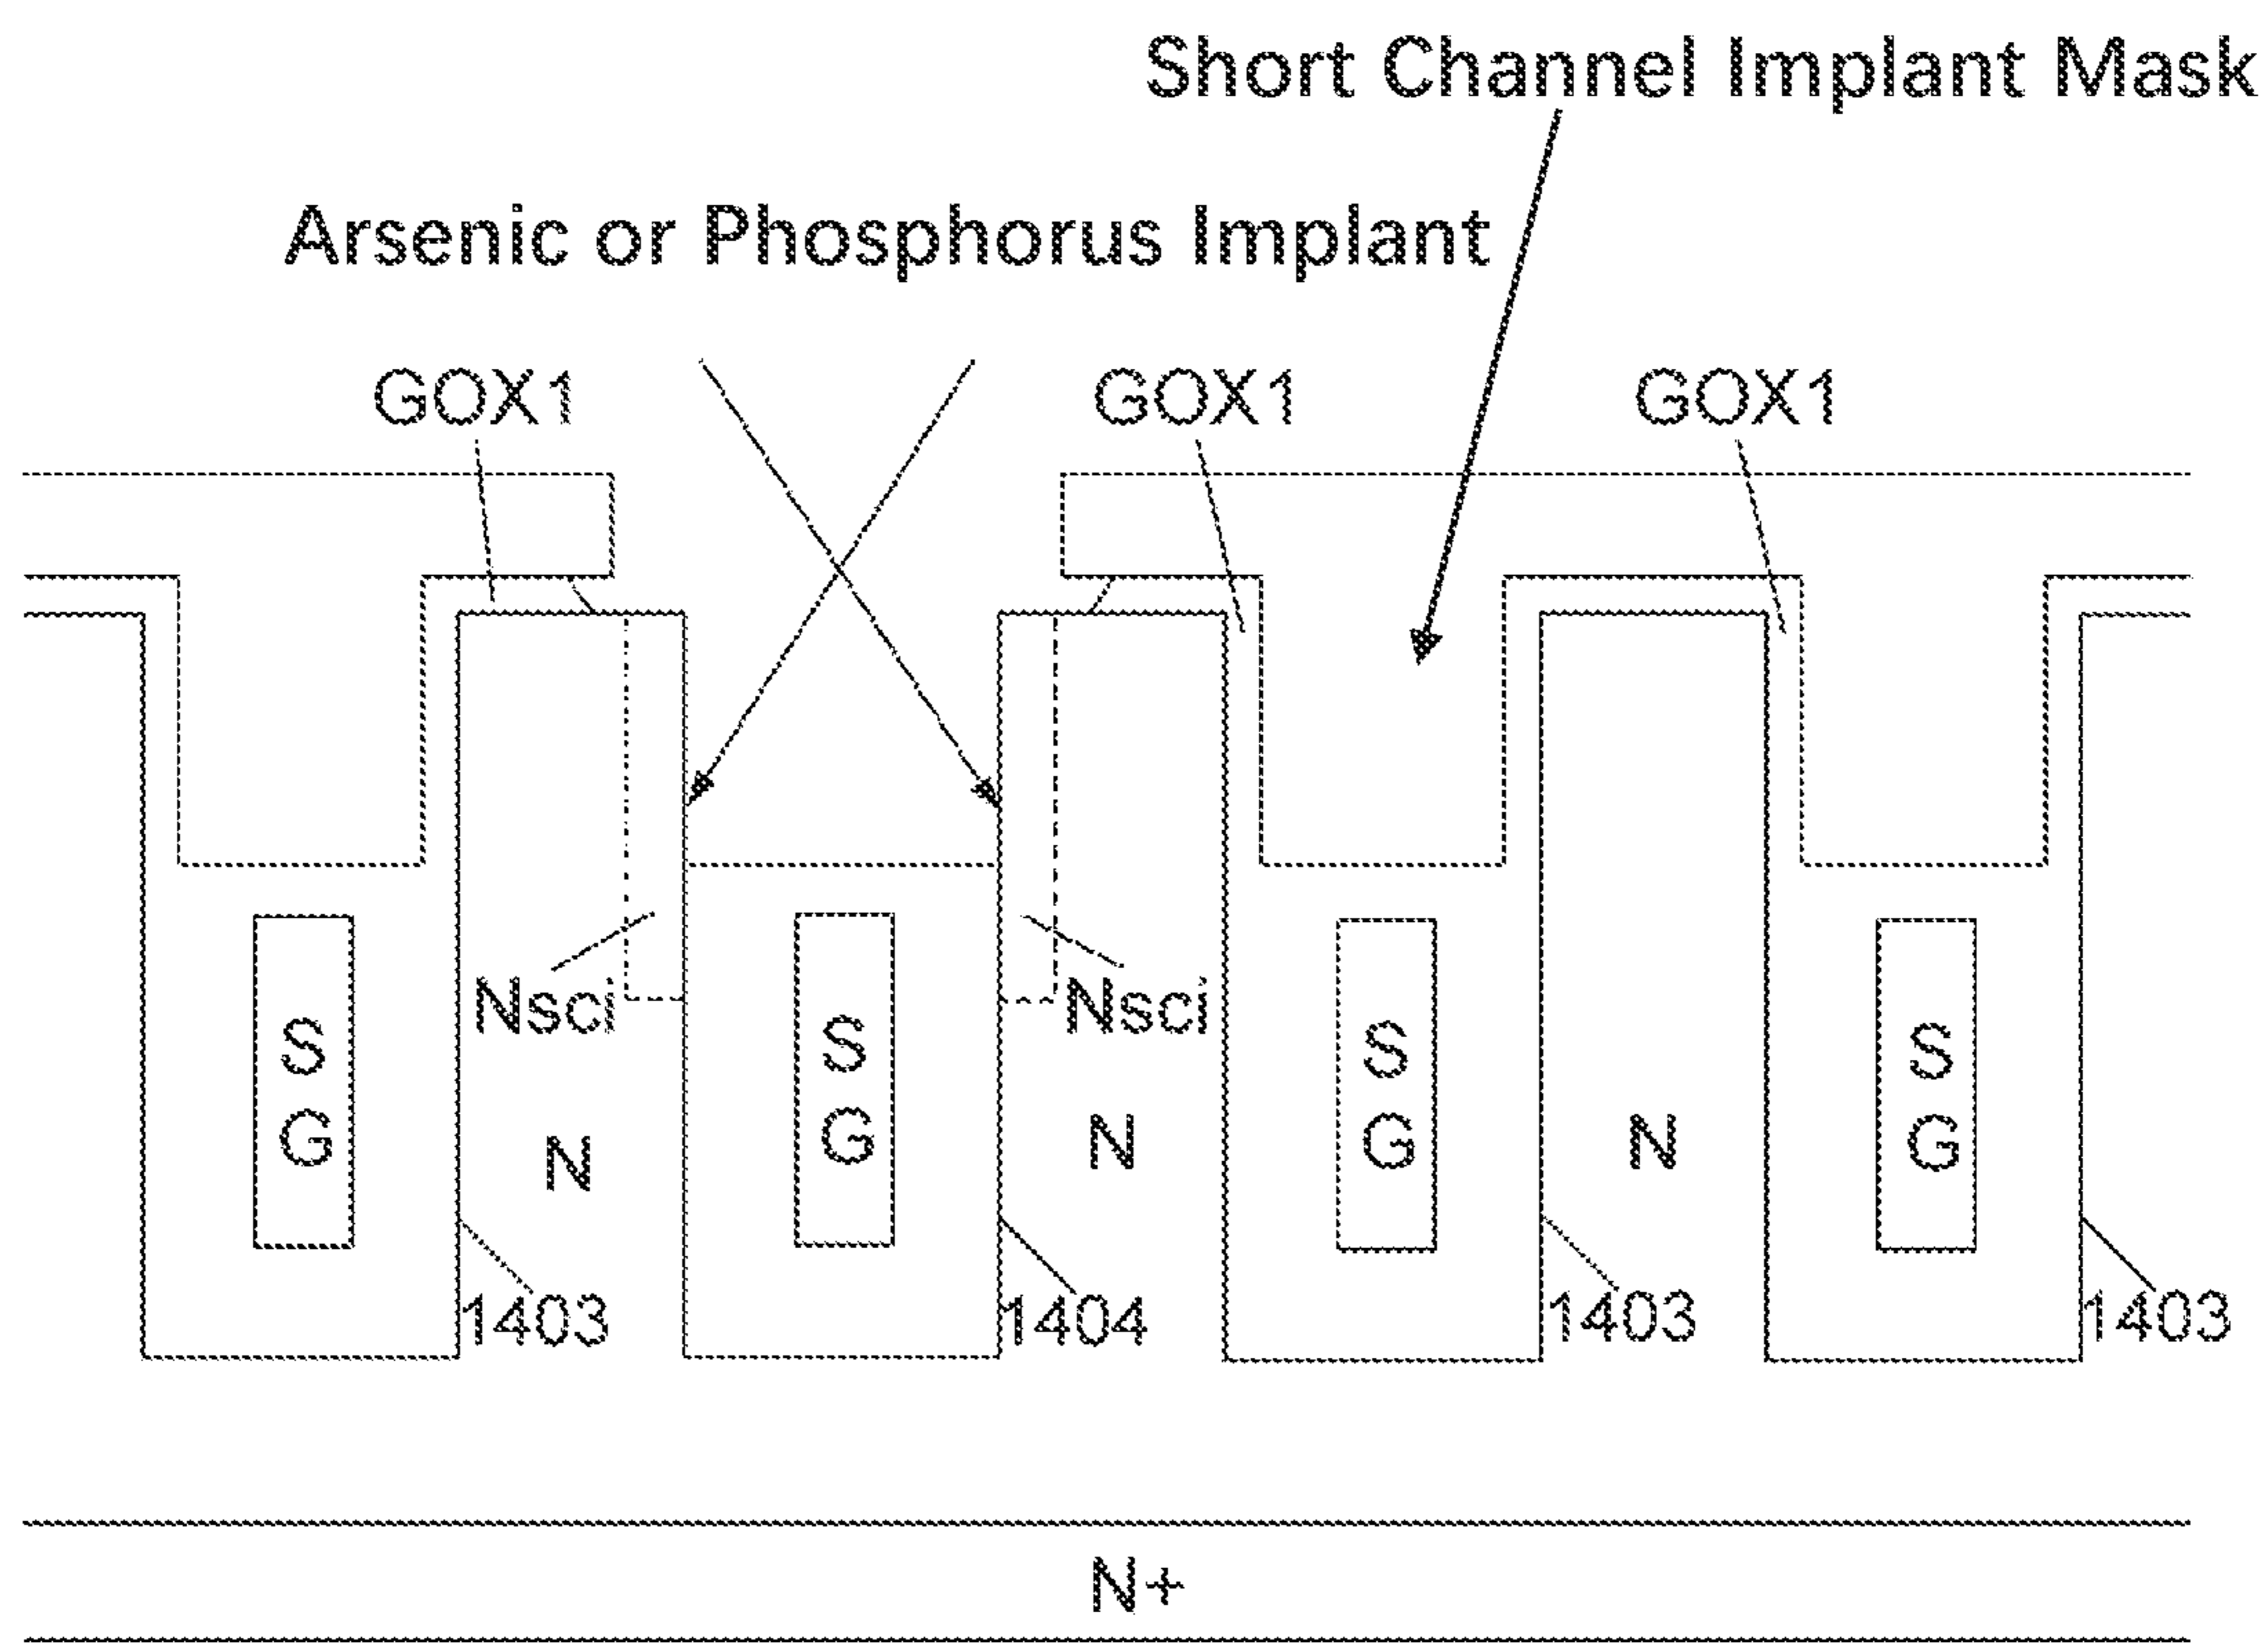 Short Channel Implant Mask
Arsenic or Phosphorus Implant
GOX1 GOX1 GOX1
Nsci Nsci
S S S S
G G G G
N N N
1403 1404 1403 1403
N+